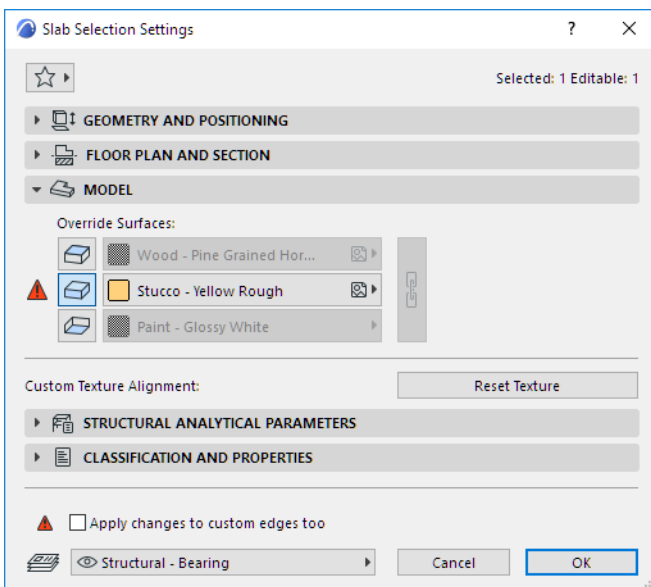 Slab Selection Settings
Selected: 1 Editable: 1
GEOMETRY AND POSITIONING
FLOOR PLAN AND SECTION
MODEL
Override Surfaces:
Wood - Pine Grained Hor...
Stucco - Yellow Rough
Paint - Glossy White
Custom Texture Alignment: Reset Texture
STRUCTURAL ANALYTICAL PARAMETERS
CLASSIFICATION AND PROPERTIES
Apply changes to custom edges too
Structural - Bearing Cancel OK